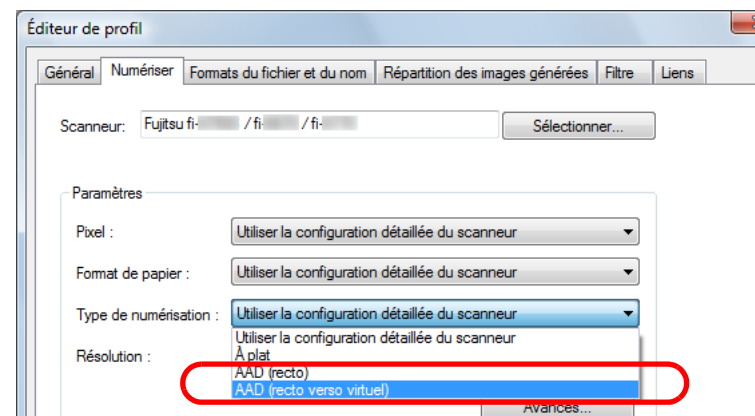 Éditeur de profil
Général Numériser Formats du fichier et du nom Répartition des images générées Filtre Liens
Scanneur: Fujitsu fi- / fi- / fi- Sélectionner...
Paramètres
Pixel : Utiliser la configuration détaillée du scanneur
Format de papier : Utiliser la configuration détaillée du scanneur
Type de numérisation : Utiliser la configuration détaillée du scanneur
Utiliser la configuration détaillée du scanneur
Résolution : À plat
AAD (recto)
AAD (recto verso virtuel)
Avancés...